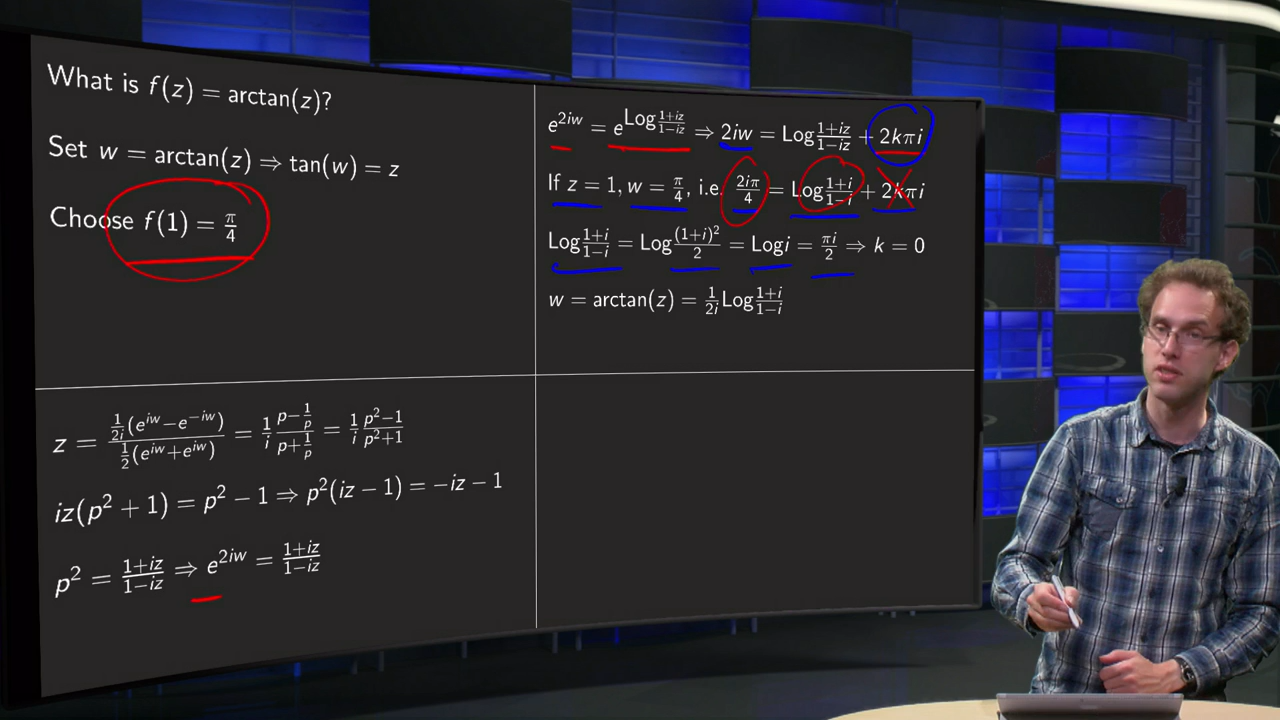 What is f(z) = arctan(z)?
Set w = arctan(z) ⇒ tan(w) = z
Choose f(1) = π/4
z = (1/2i (e^{iw} − e^{−iw})) / (1/2 (e^{iw} + e^{iw})) = 1/i (p − 1/p)/(p + 1/p) = 1/i (p² − 1)/(p² + 1)
iz(p² + 1) = p² − 1 ⇒ p²(iz − 1) = −iz − 1
p² = (1+iz)/(1−iz) ⇒ e^{2iw} = (1+iz)/(1−iz)
e^{2iw} = e^{Log (1+iz)/(1−iz)} ⇒ 2iw = Log (1+iz)/(1−iz) + 2kπi
If z = 1, w = π/4, i.e. 2iπ/4 = Log (1+i)/(1−i) + 2kπi
Log (1+i)/(1−i) = Log (1+i)²/2 = Log i = πi/2 ⇒ k = 0
w = arctan(z) = 1/2i Log (1+i)/(1−i)